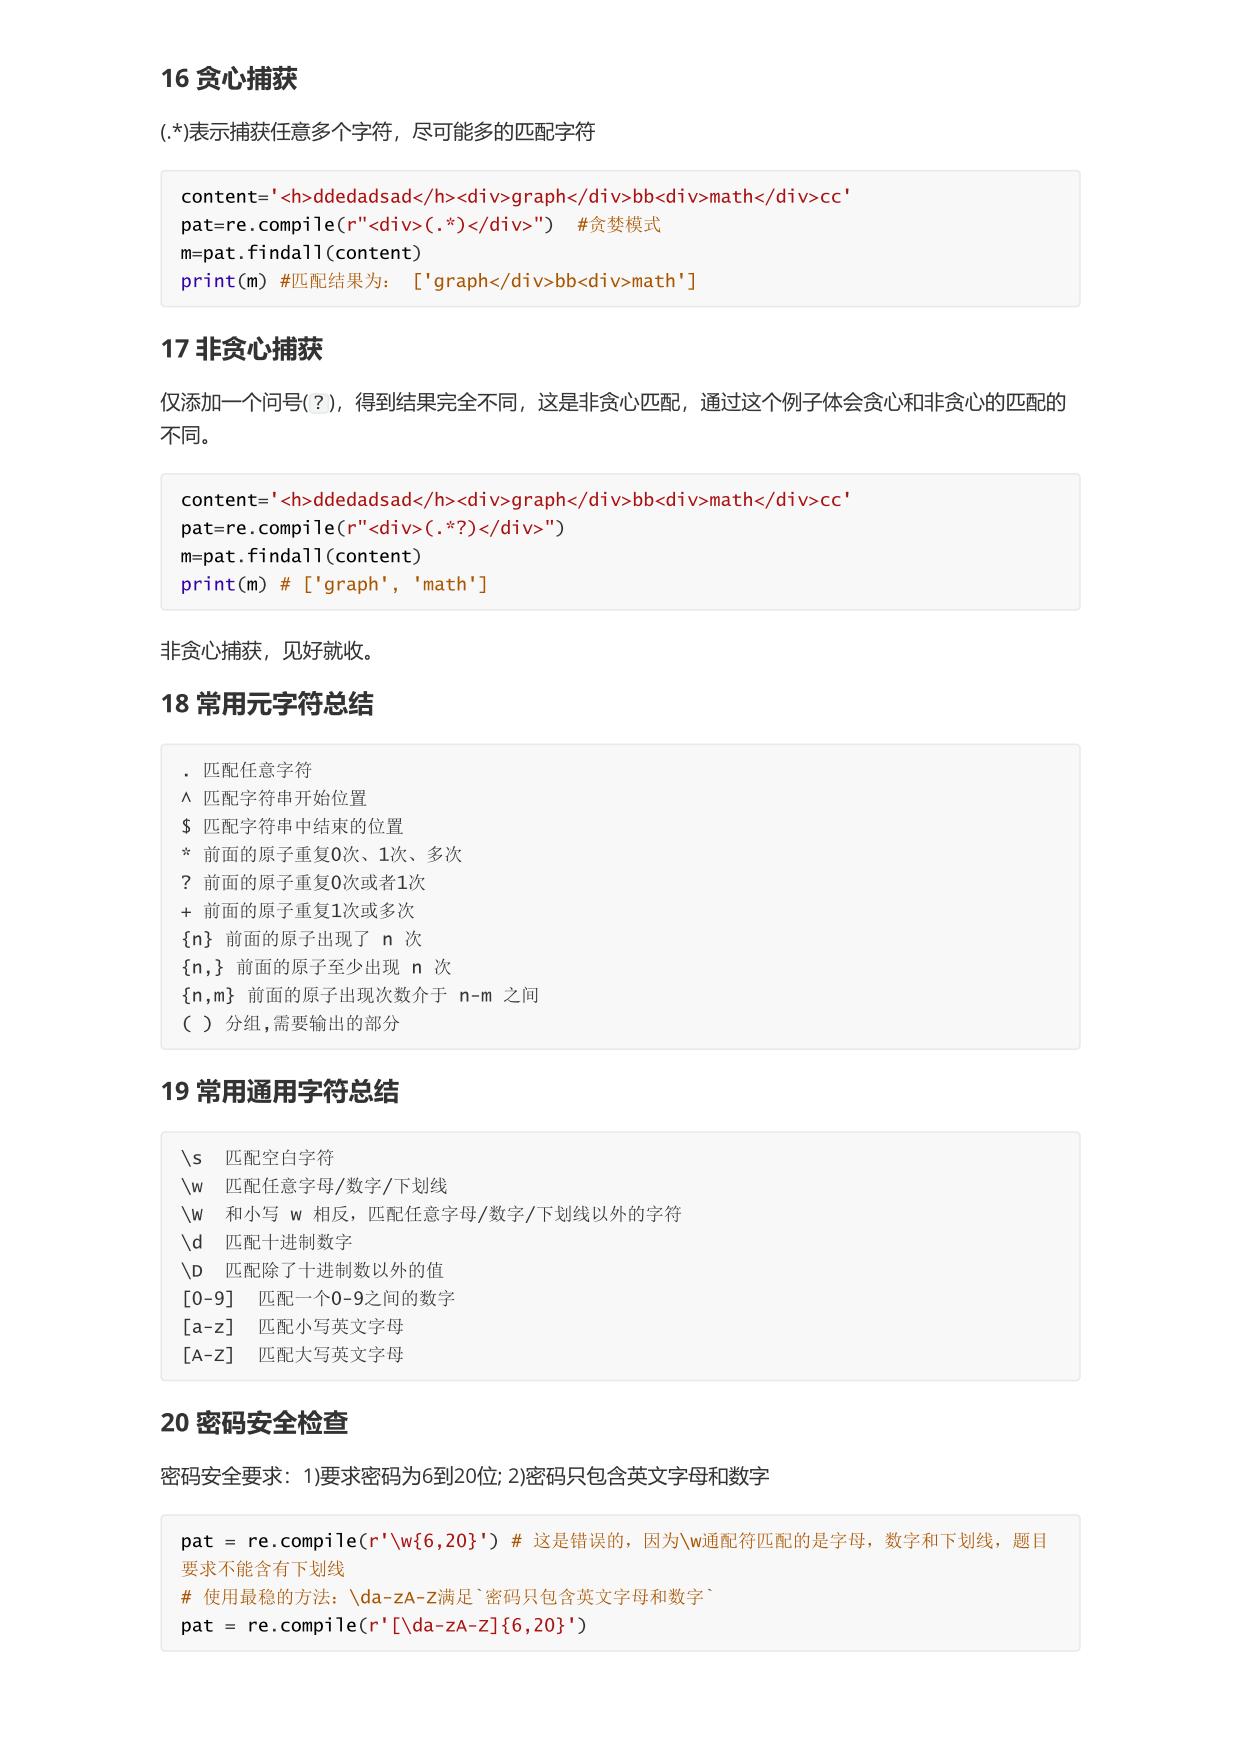 16 贪心捕获
(.*)表示捕获任意多个字符，尽可能多的匹配字符
content='<h>ddedadsad</h><div>graph</div>bb<div>math</div>cc'
pat=re.compile(r"<div>(.*)</div>")  #贪婪模式
m=pat.findall(content)
print(m) #匹配结果为： ['graph</div>bb<div>math']
17 非贪心捕获
仅添加一个问号(?)，得到结果完全不同，这是非贪心匹配，通过这个例子体会贪心和非贪心的匹配的
不同。
content='<h>ddedadsad</h><div>graph</div>bb<div>math</div>cc'
pat=re.compile(r"<div>(.*?)</div>")
m=pat.findall(content)
print(m) # ['graph', 'math']
非贪心捕获，见好就收。
18 常用元字符总结
. 匹配任意字符
^ 匹配字符串开始位置
$ 匹配字符串中结束的位置
* 前面的原子重复0次、1次、多次
? 前面的原子重复0次或者1次
+ 前面的原子重复1次或多次
{n} 前面的原子出现了 n 次
{n,} 前面的原子至少出现 n 次
{n,m} 前面的原子出现次数介于 n-m 之间
( ) 分组,需要输出的部分
19 常用通用字符总结
\s  匹配空白字符
\w  匹配任意字母/数字/下划线
\W  和小写 w 相反，匹配任意字母/数字/下划线以外的字符
\d  匹配十进制数字
\D  匹配除了十进制数以外的值
[0-9]  匹配一个0-9之间的数字
[a-z]  匹配小写英文字母
[A-Z]  匹配大写英文字母
20 密码安全检查
密码安全要求：1)要求密码为6到20位; 2)密码只包含英文字母和数字
pat = re.compile(r'\w{6,20}') # 这是错误的，因为\w通配符匹配的是字母，数字和下划线，题目
要求不能含有下划线
# 使用最稳的方法：\da-zA-Z满足`密码只包含英文字母和数字`
pat = re.compile(r'[\da-zA-Z]{6,20}')